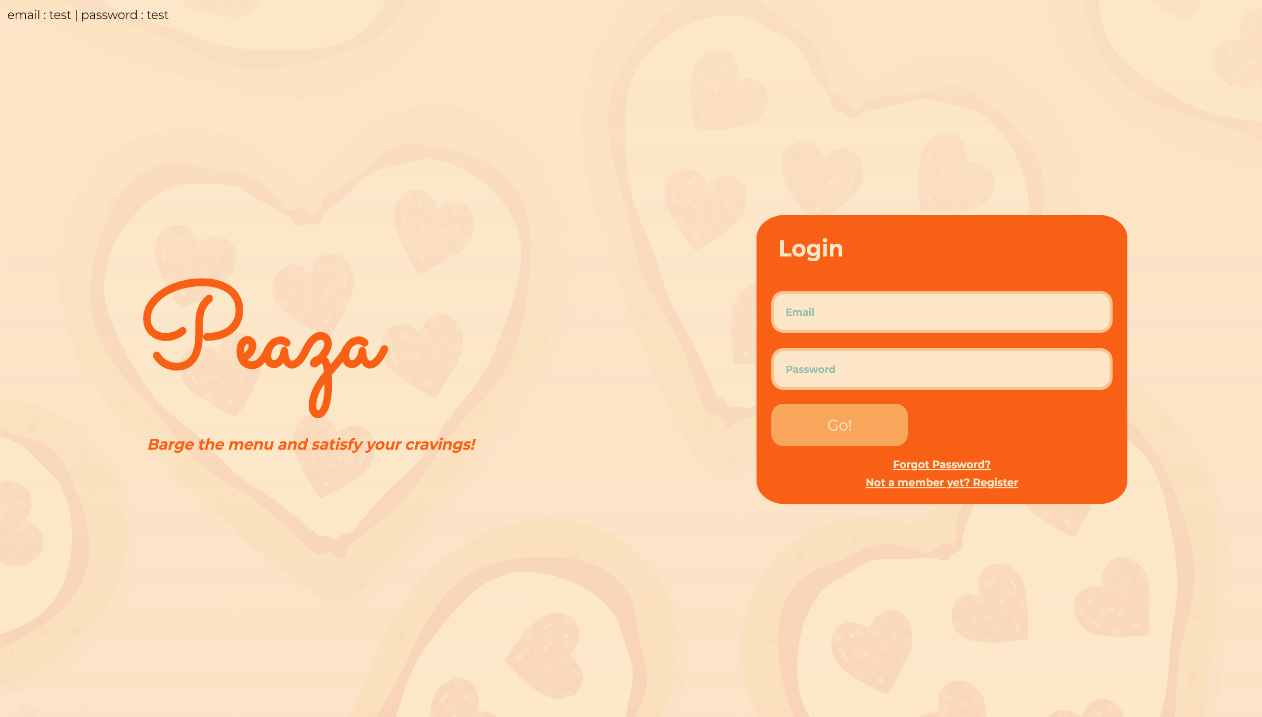 email : test | password : test
Peaza
Barge the menu and satisfy your cravings!
Login
Email
Password
Go!
Forgot Password?
Not a member yet? Register